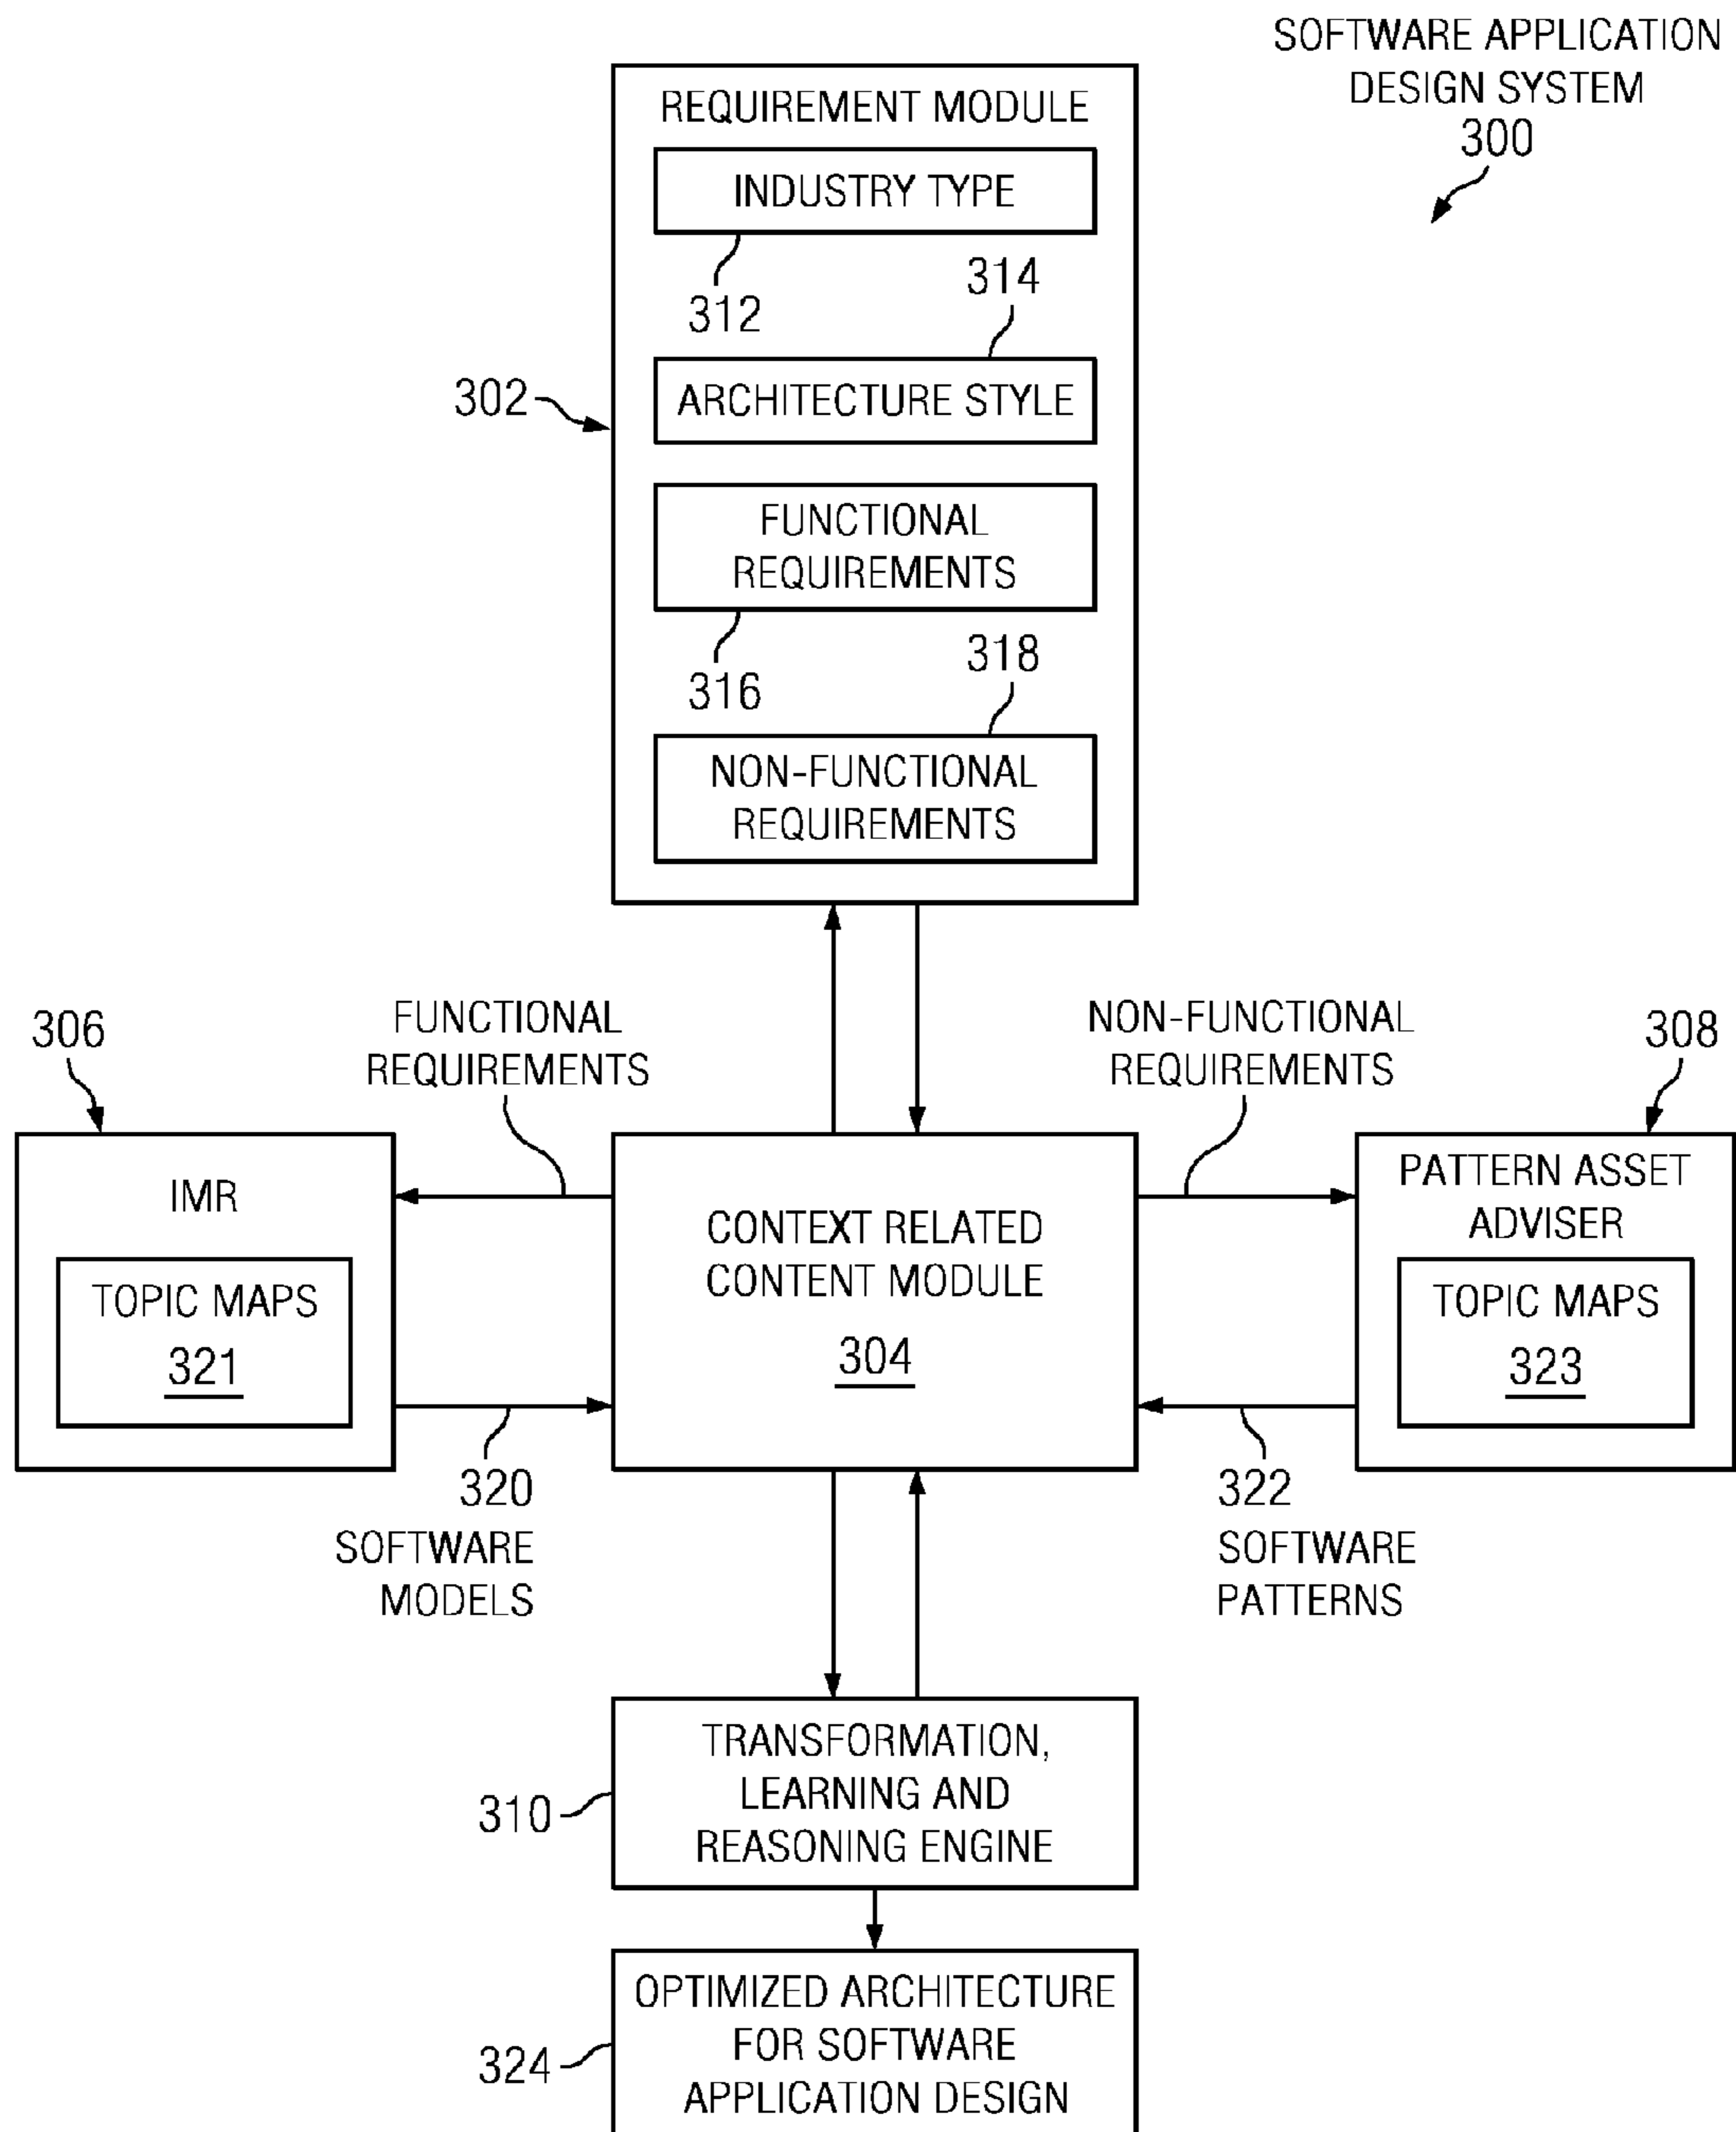 SOFTWARE APPLICATION
DESIGN SYSTEM
300
REQUIREMENT MODULE
INDUSTRY TYPE
312
314
302
ARCHITECTURE STYLE
FUNCTIONAL
REQUIREMENTS
316
318
NON-FUNCTIONAL
REQUIREMENTS
306
FUNCTIONAL
REQUIREMENTS
NON-FUNCTIONAL
REQUIREMENTS
308
IMR
TOPIC MAPS
321
CONTEXT RELATED
CONTENT MODULE
304
PATTERN ASSET
ADVISER
TOPIC MAPS
323
320
SOFTWARE
MODELS
322
SOFTWARE
PATTERNS
310
TRANSFORMATION,
LEARNING AND
REASONING ENGINE
324
OPTIMIZED ARCHITECTURE
FOR SOFTWARE
APPLICATION DESIGN